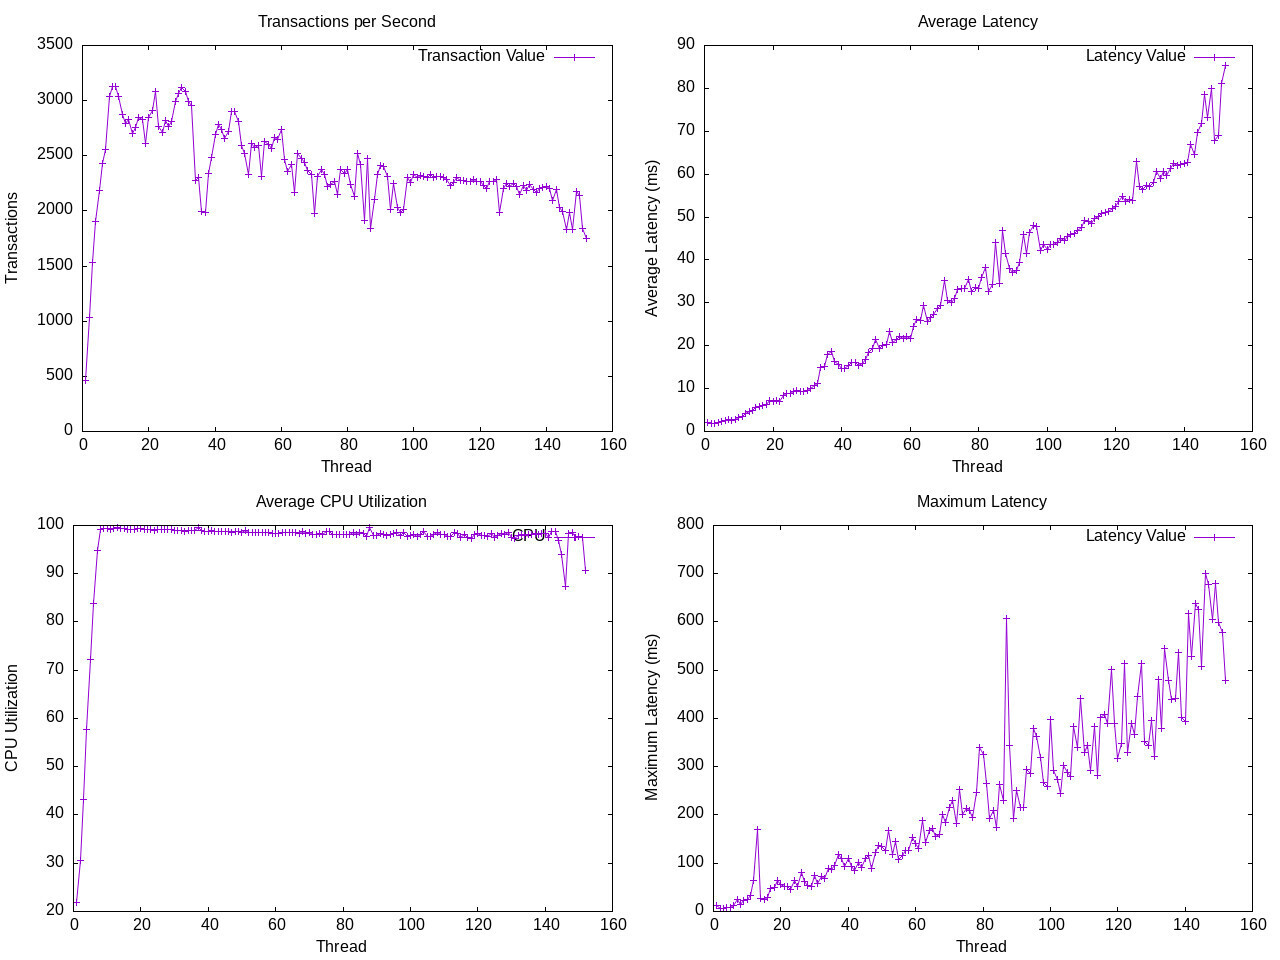 Transactions per Second
Transaction Value
3500
3000
2500
2000
1500
1000
500
0
0 20 40 60 80 100 120 140 160
Transactions
Thread
Average Latency
Latency Value
90
80
70
60
50
40
30
20
10
0
0 20 40 60 80 100 120 140 160
Average Latency (ms)
Thread
Average CPU Utilization
CPU
100
90
80
70
60
50
40
30
20
0 20 40 60 80 100 120 140 160
CPU Utilization
Thread
Maximum Latency
Latency Value
800
700
600
500
400
300
200
100
0
0 20 40 60 80 100 120 140 160
Maximum Latency (ms)
Thread